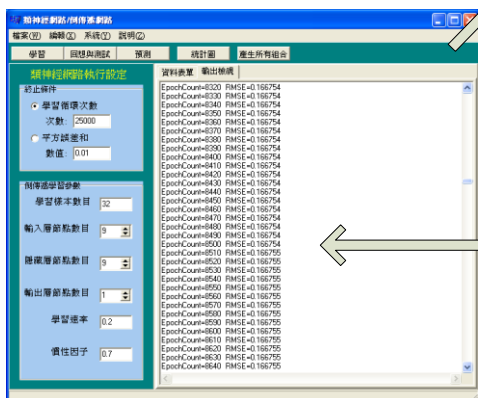 類神經網路/倒傳遞網路
檔案(W) 編輯(E) 系統(Y) 說明(Z)
學習 回想與測試 預測 統計圖 產生所有組合
類神經網路執行設定
終止條件
學習循環次數
次數: 25000
平方誤差和
數值: 0.01
倒傳遞學習參數
學習樣本數目 32
輸入層節點數目 9
隱藏層節點數目 9
輸出層節點數目 1
學習速率 0.2
慣性因子 0.7
資料表單 輸出檢視
EpochCount=8320 RMSE=0.166754
EpochCount=8330 RMSE=0.166754
EpochCount=8340 RMSE=0.166754
EpochCount=8350 RMSE=0.166754
EpochCount=8360 RMSE=0.166754
EpochCount=8370 RMSE=0.166754
EpochCount=8380 RMSE=0.166754
EpochCount=8390 RMSE=0.166754
EpochCount=8400 RMSE=0.166754
EpochCount=8410 RMSE=0.166754
EpochCount=8420 RMSE=0.166754
EpochCount=8430 RMSE=0.166754
EpochCount=8440 RMSE=0.166754
EpochCount=8450 RMSE=0.166754
EpochCount=8460 RMSE=0.166754
EpochCount=8470 RMSE=0.166754
EpochCount=8480 RMSE=0.166754
EpochCount=8490 RMSE=0.166754
EpochCount=8500 RMSE=0.166754
EpochCount=8510 RMSE=0.166755
EpochCount=8520 RMSE=0.166755
EpochCount=8530 RMSE=0.166755
EpochCount=8540 RMSE=0.166755
EpochCount=8550 RMSE=0.166755
EpochCount=8560 RMSE=0.166755
EpochCount=8570 RMSE=0.166755
EpochCount=8580 RMSE=0.166755
EpochCount=8590 RMSE=0.166755
EpochCount=8600 RMSE=0.166755
EpochCount=8610 RMSE=0.166755
EpochCount=8620 RMSE=0.166755
EpochCount=8630 RMSE=0.166755
EpochCount=8640 RMSE=0.166755